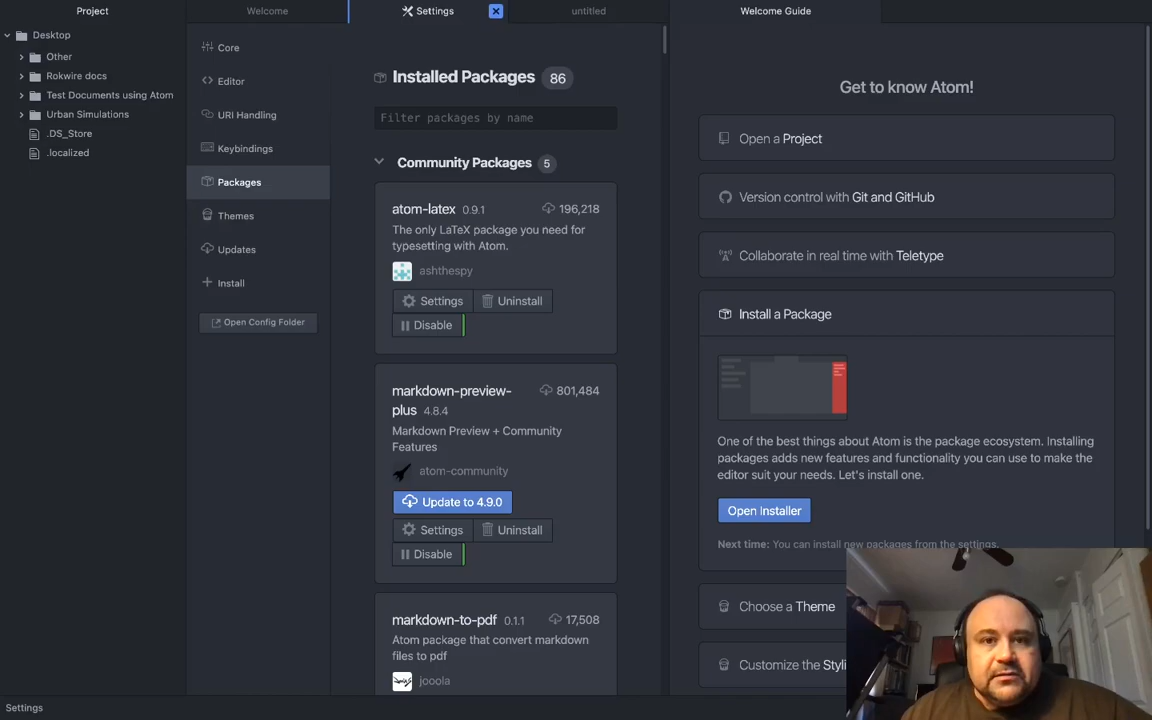 Project
Desktop
Other
Rokwire docs
Test Documents using Atom
Urban Simulations
.DS_Store
.localized
Welcome
Settings
untitled
Core
Editor
URI Handling
Keybindings
Packages
Themes
Updates
Install
Open Config Folder
Installed Packages 86
Filter packages by name
Community Packages 5
atom-latex 0.9.1 196,218
The only LaTeX package you need for
typesetting with Atom.
ashthespy
Settings Uninstall
Disable
markdown-preview-
plus 4.8.4 801,484
Markdown Preview + Community
Features
atom-community
Update to 4.9.0
Settings Uninstall
Disable
markdown-to-pdf 0.1.1 17,508
Atom package that convert markdown
files to pdf
jooola
Welcome Guide
Get to know Atom!
Open a Project
Version control with Git and GitHub
Collaborate in real time with Teletype
Install a Package
One of the best things about Atom is the package ecosystem. Installing
packages adds new features and functionality you can use to make the
editor suit your needs. Let's install one.
Open Installer
Next time: You can install new packages from the settings.
Choose a Theme
Customize the Styli
Settings